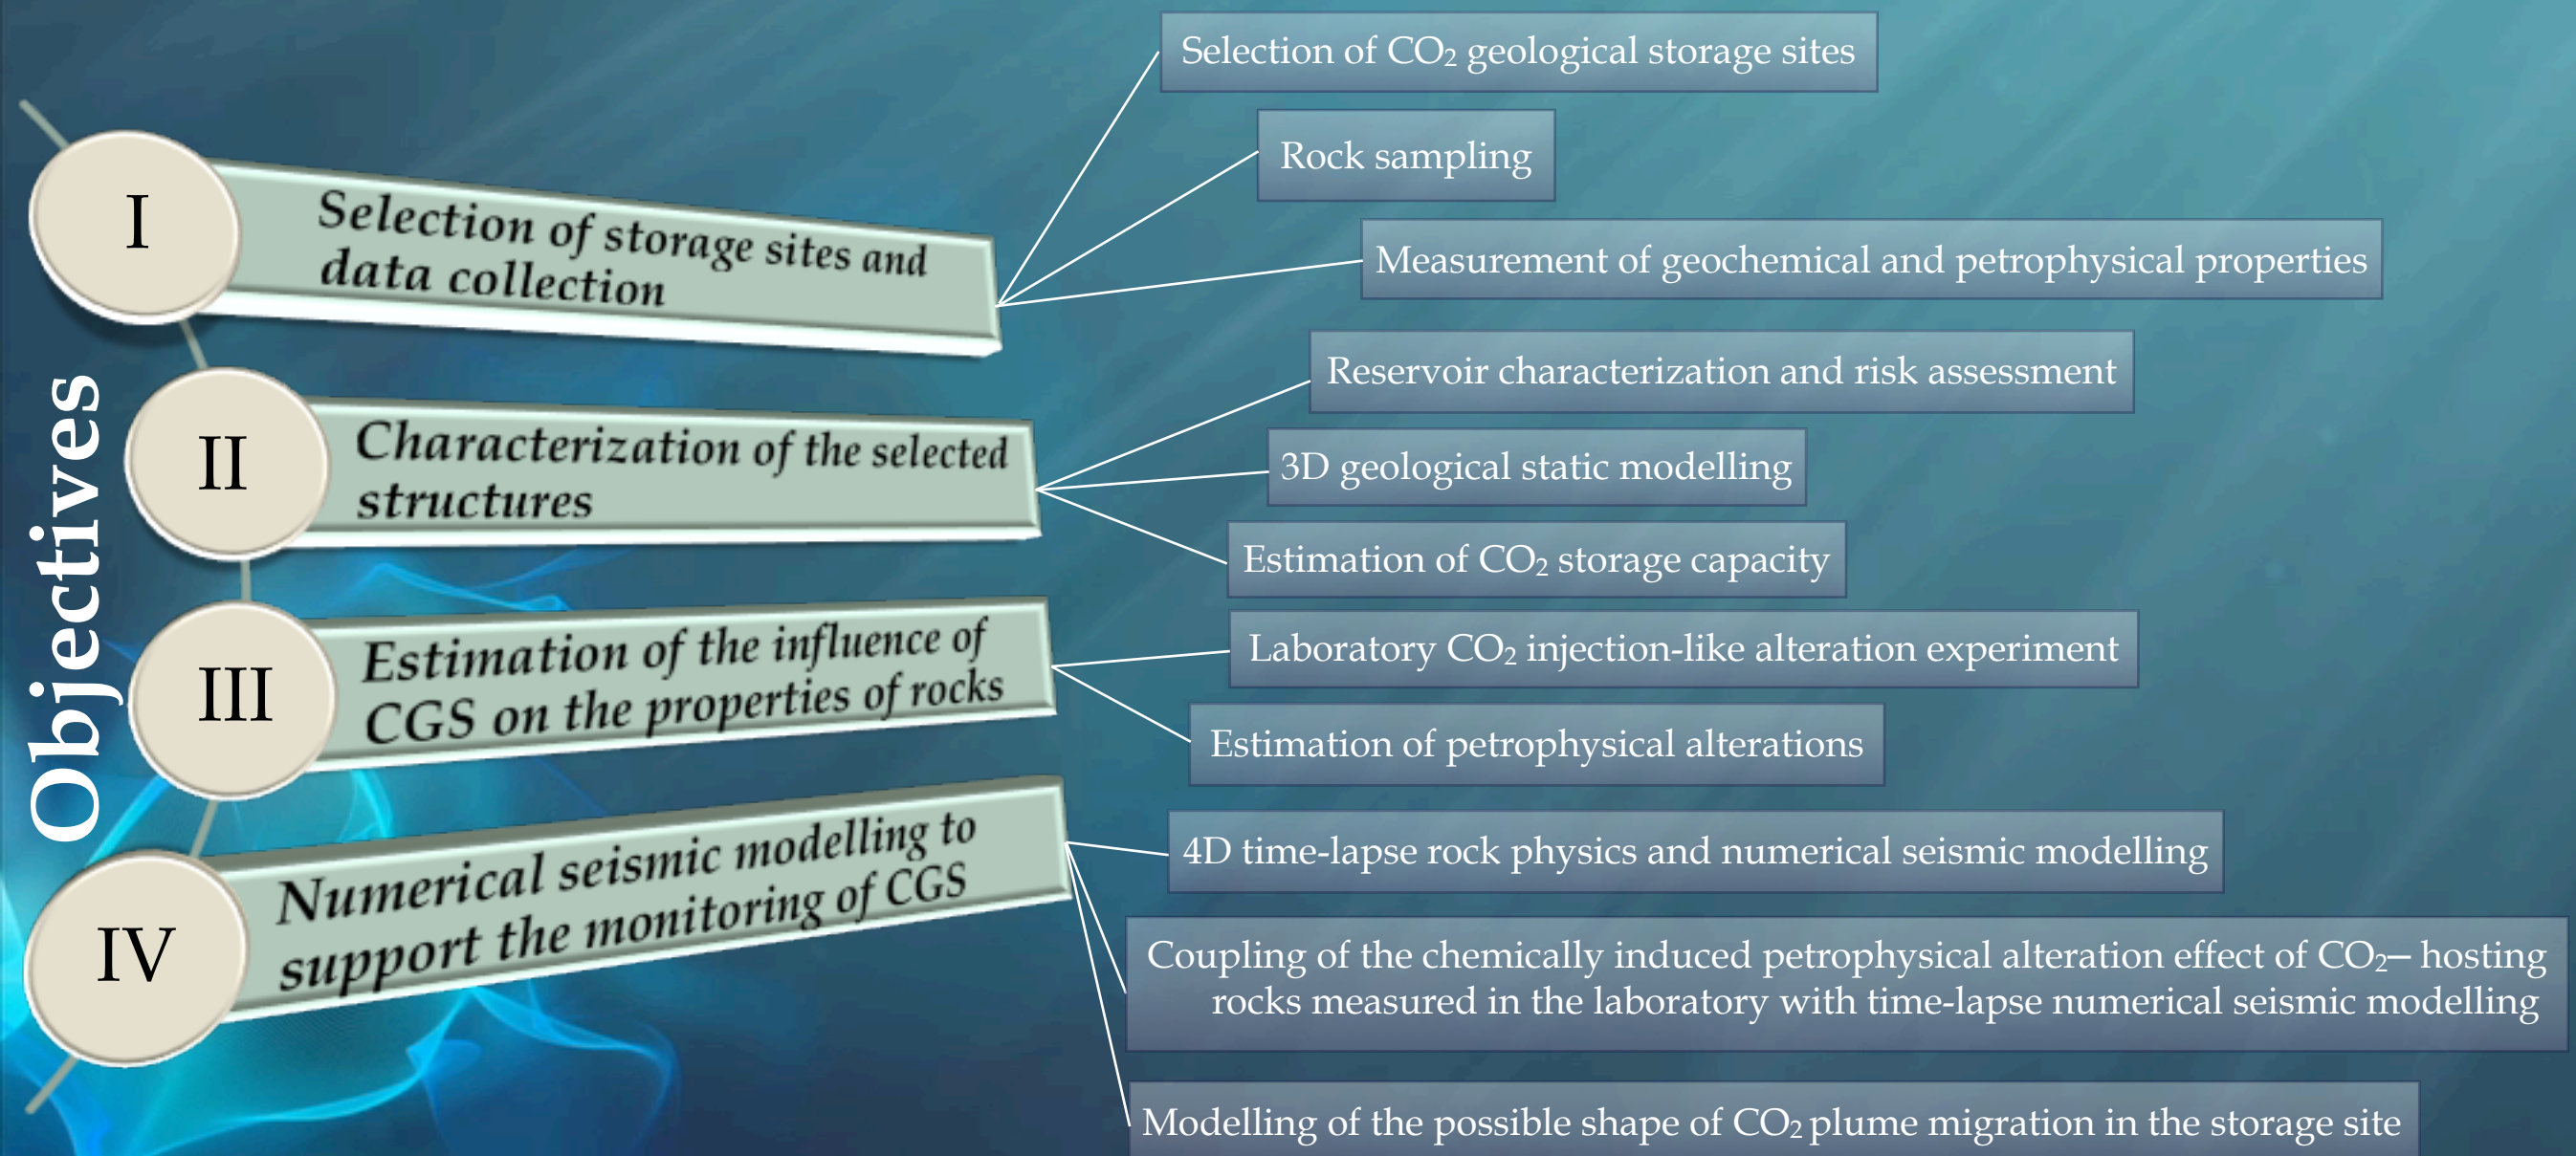 Objectives
I
Selection of storage sites and
data collection
Selection of CO₂ geological storage sites
Rock sampling
Measurement of geochemical and petrophysical properties
II
Characterization of the selected
structures
Reservoir characterization and risk assessment
3D geological static modelling
Estimation of CO₂ storage capacity
III
Estimation of the influence of
CGS on the properties of rocks
Laboratory CO₂ injection-like alteration experiment
Estimation of petrophysical alterations
IV
Numerical seismic modelling to
support the monitoring of CGS
4D time-lapse rock physics and numerical seismic modelling
Coupling of the chemically induced petrophysical alteration effect of CO₂– hosting
rocks measured in the laboratory with time-lapse numerical seismic modelling
Modelling of the possible shape of CO₂ plume migration in the storage site